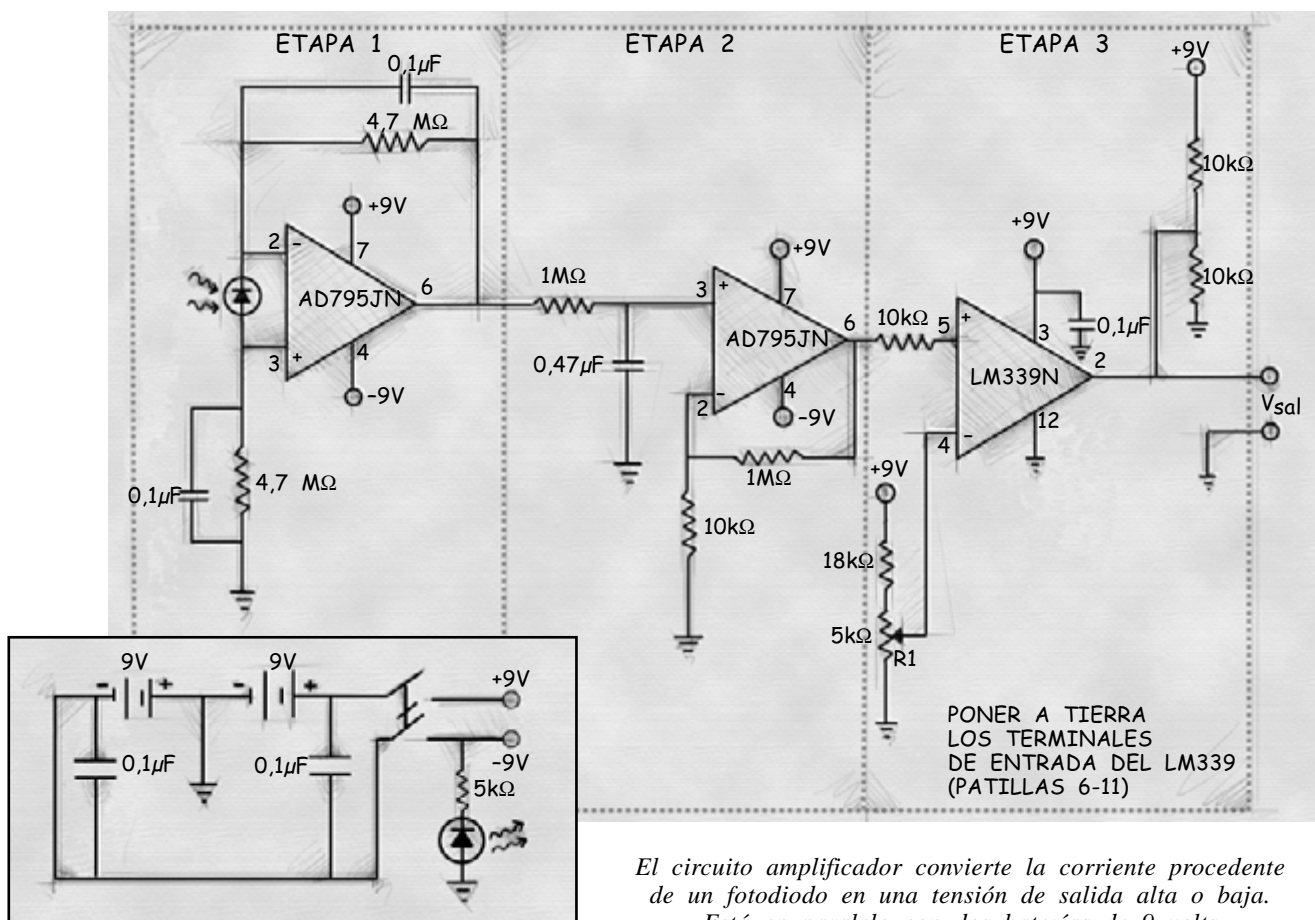 ETAPA 1
ETAPA 2
ETAPA 3
0,1µF
4,7 MΩ
+9V
2
−
7
AD795JN
6
3
+
4
−9V
0,1µF
4,7 MΩ
1MΩ
0,47µF
+9V
3
+
7
AD795JN
6
4
2
−
−9V
1MΩ
10kΩ
10kΩ
+9V
5
+
3
0,1µF
LM339N
2
4
−
12
+9V
10kΩ
10kΩ
Vsal
+9V
18kΩ
5kΩ
R1
PONER A TIERRA
LOS TERMINALES
DE ENTRADA DEL LM339
(PATILLAS 6-11)
9V
9V
-
+
-
+
+9V
−9V
0,1µF
0,1µF
5kΩ
El circuito amplificador convierte la corriente procedente
de un fotodiodo en una tensión de salida alta o baja.